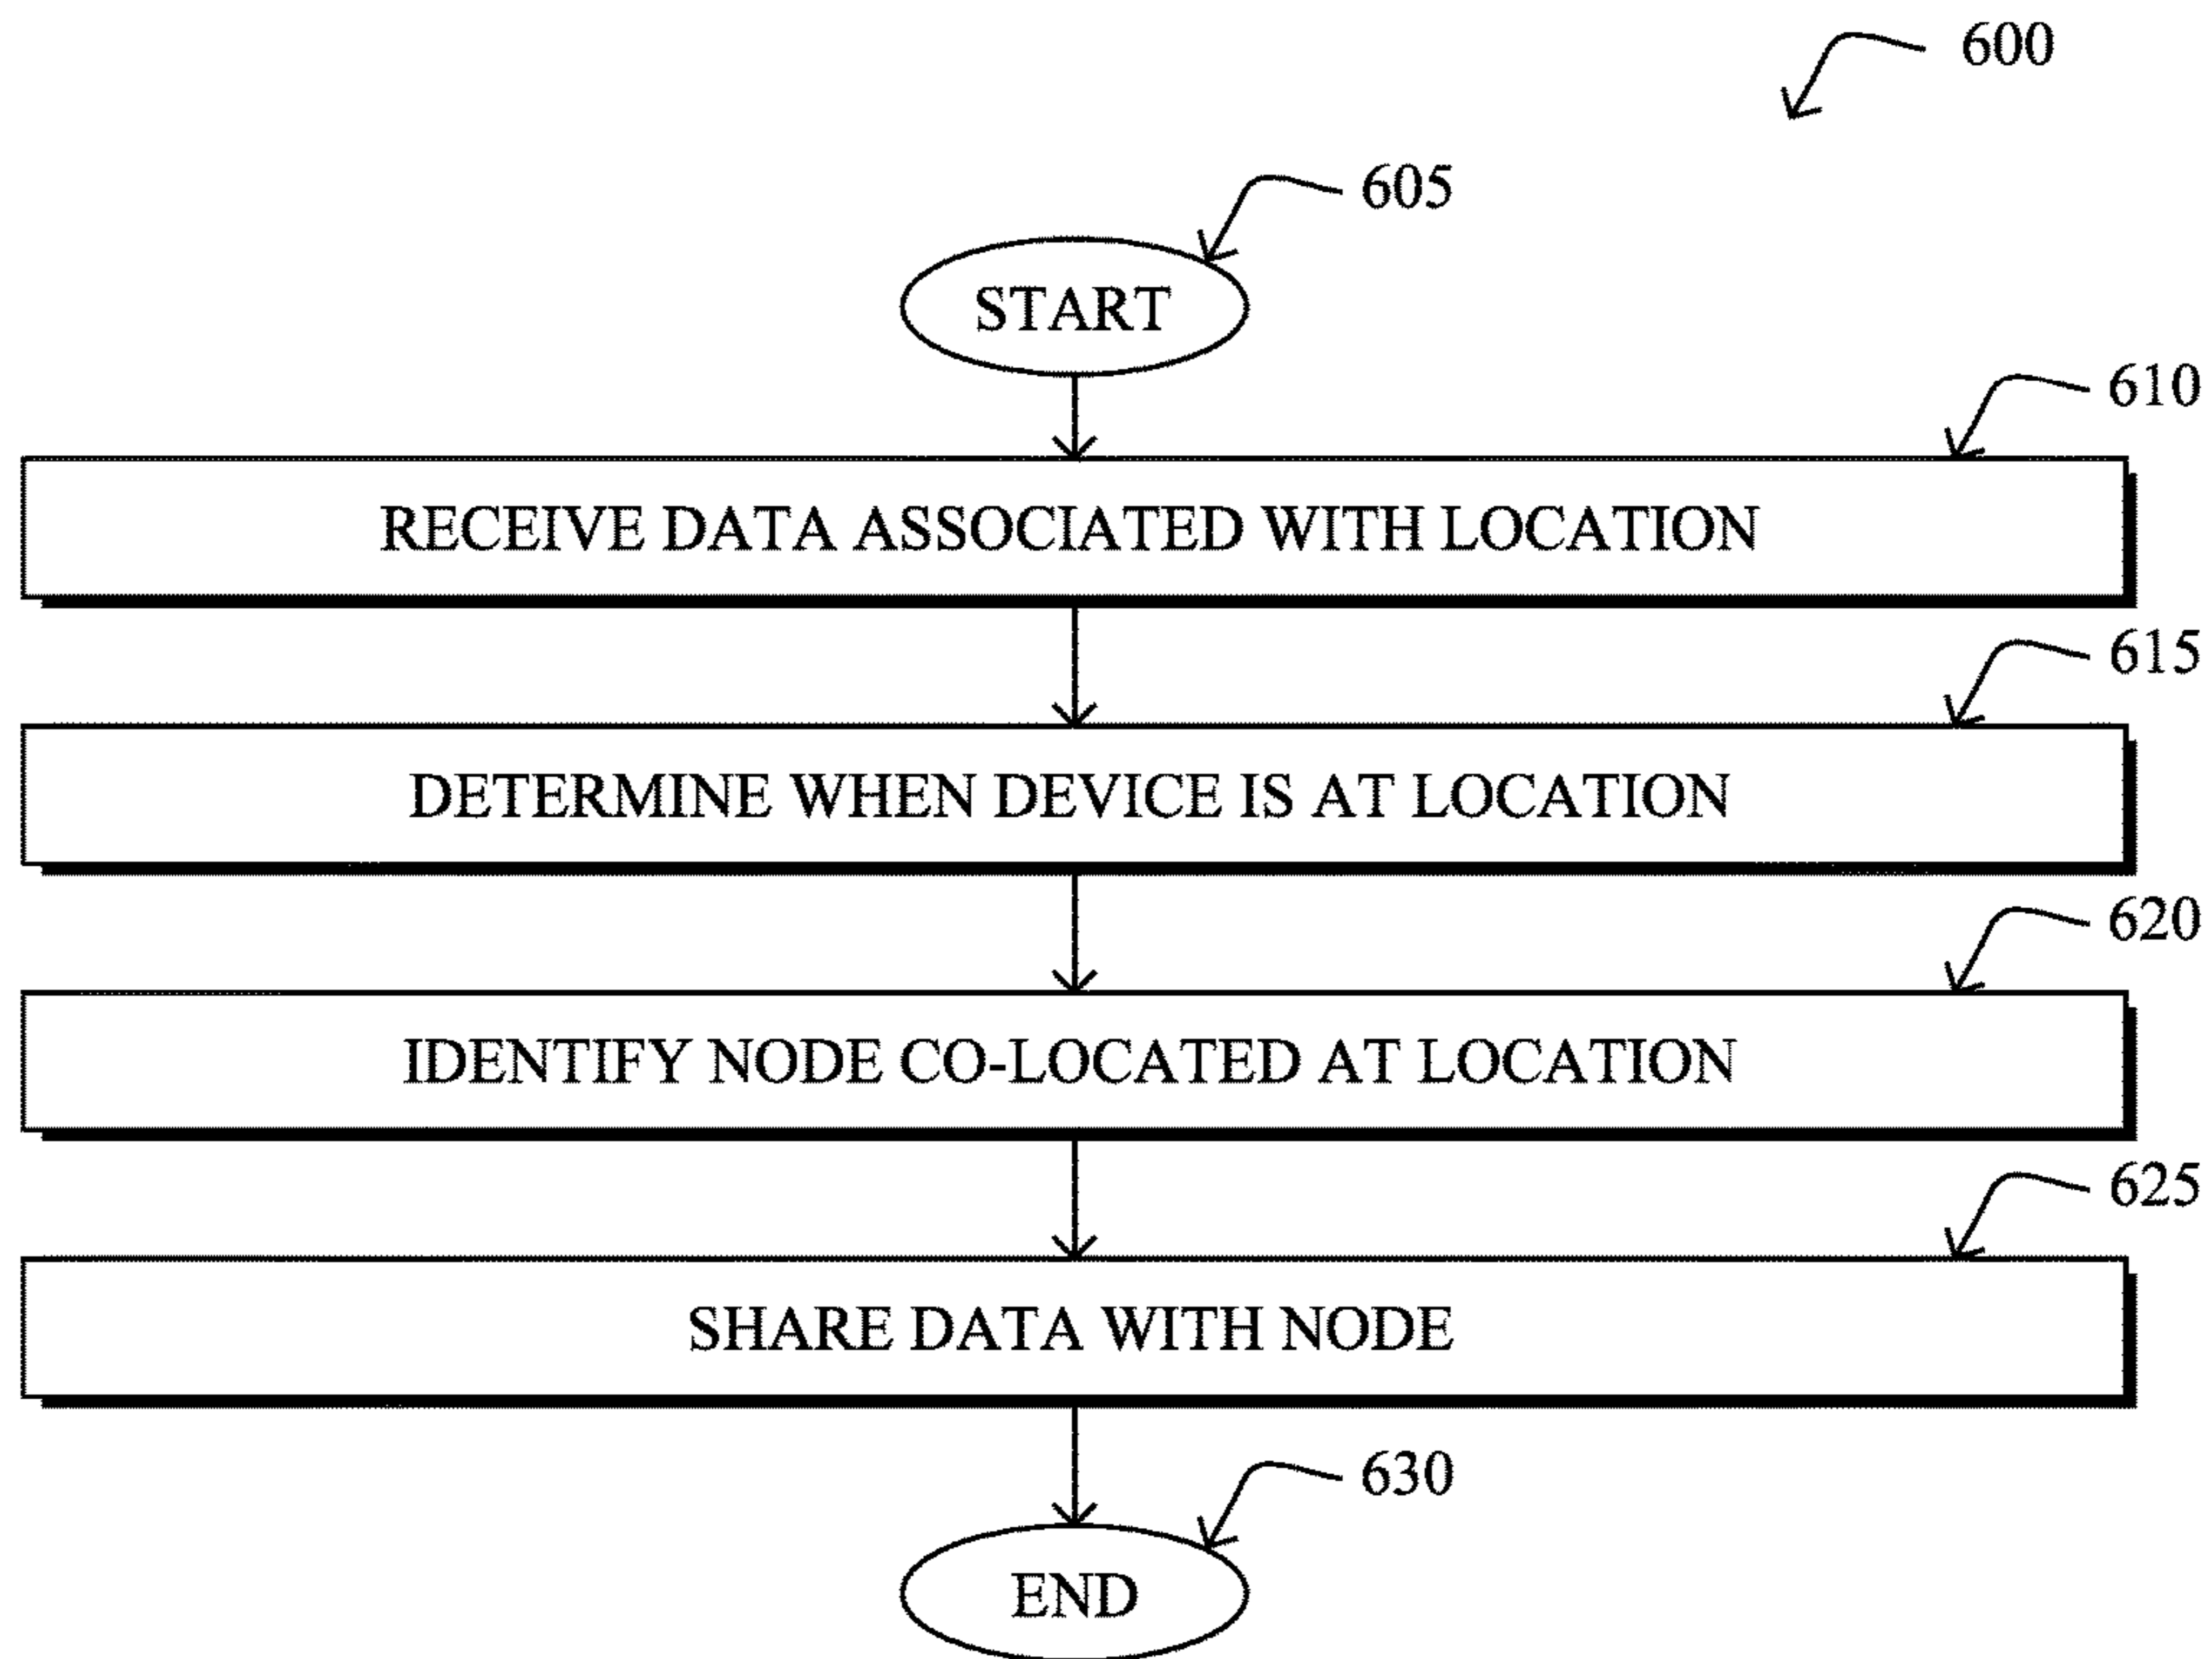 600
605
START
610
RECEIVE DATA ASSOCIATED WITH LOCATION
615
DETERMINE WHEN DEVICE IS AT LOCATION
620
IDENTIFY NODE CO-LOCATED AT LOCATION
625
SHARE DATA WITH NODE
630
END